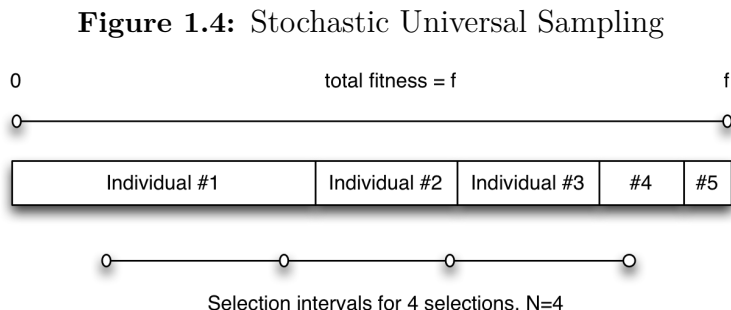 Figure 1.4: Stochastic Universal Sampling
0 total fitness = f f
Individual #1 Individual #2 Individual #3 #4 #5
Selection intervals for 4 selections. N=4